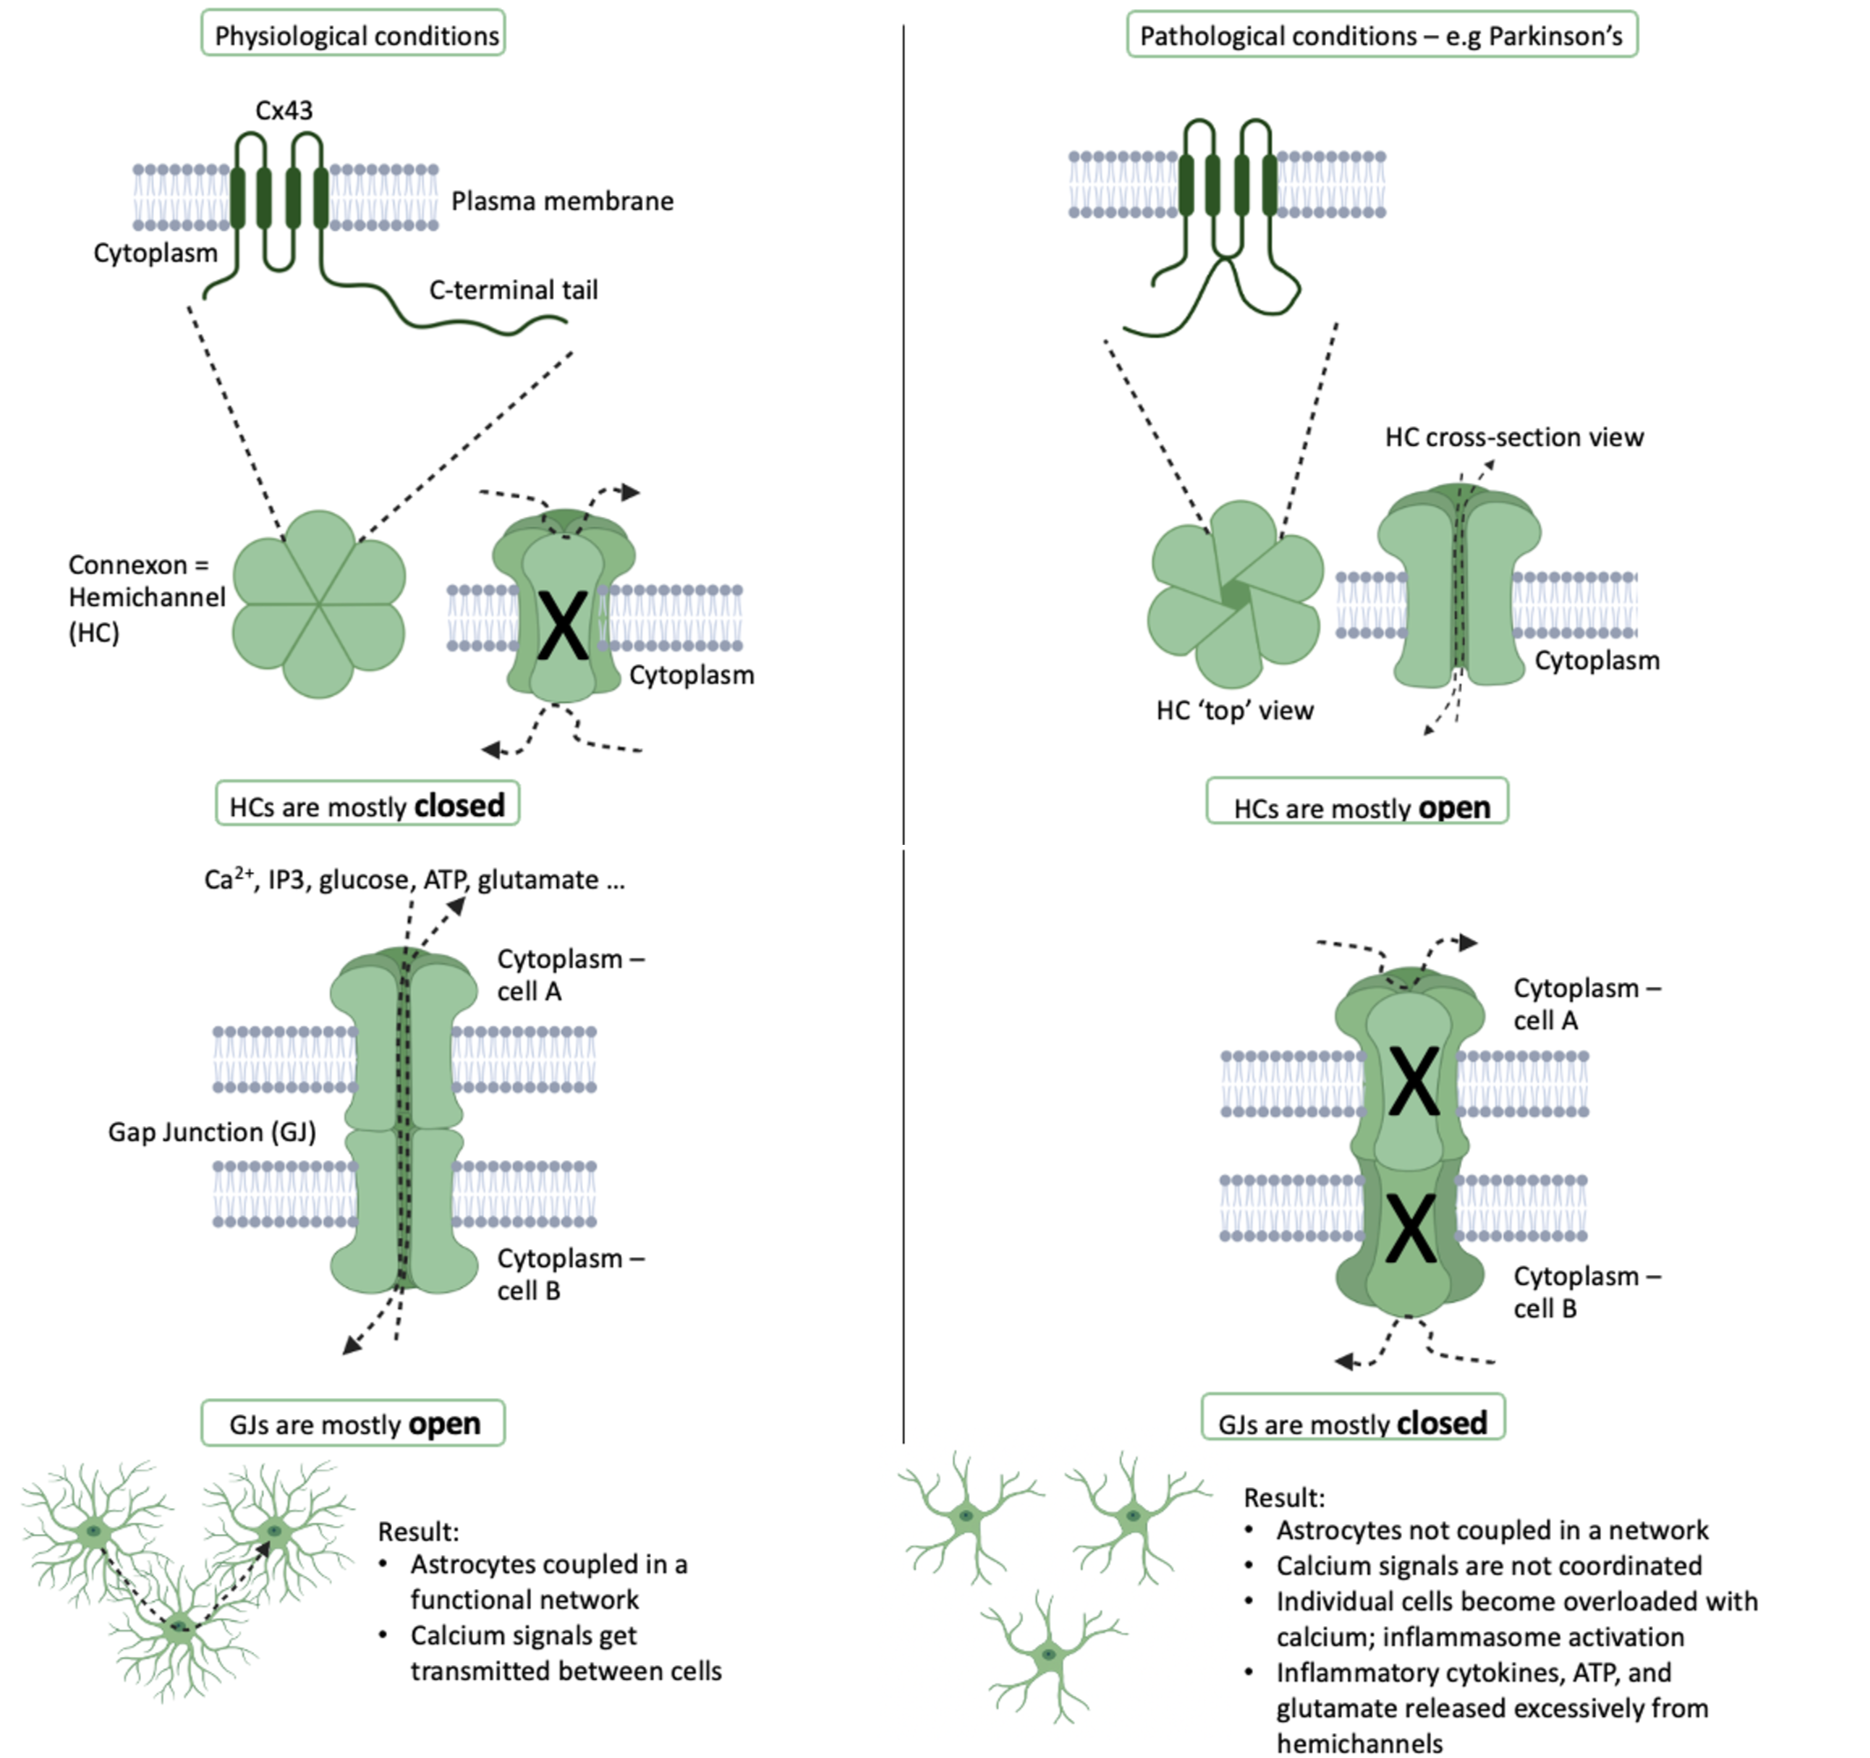 Physiological conditions
Cx43
Plasma membrane
Cytoplasm
C-terminal tail
Connexon =
Hemichannel
(HC)
X
Cytoplasm
HCs are mostly closed
Ca²⁺, IP3, glucose, ATP, glutamate ...
Cytoplasm –
cell A
Gap Junction (GJ)
Cytoplasm –
cell B
GJs are mostly open
Result:
• Astrocytes coupled in a
functional network
• Calcium signals get
transmitted between cells
Pathological conditions – e.g Parkinson’s
HC cross-section view
Cytoplasm
HC ‘top’ view
HCs are mostly open
Cytoplasm –
cell A
X
X
Cytoplasm –
cell B
GJs are mostly closed
Result:
• Astrocytes not coupled in a network
• Calcium signals are not coordinated
• Individual cells become overloaded with
calcium; inflammasome activation
• Inflammatory cytokines, ATP, and
glutamate released excessively from
hemichannels